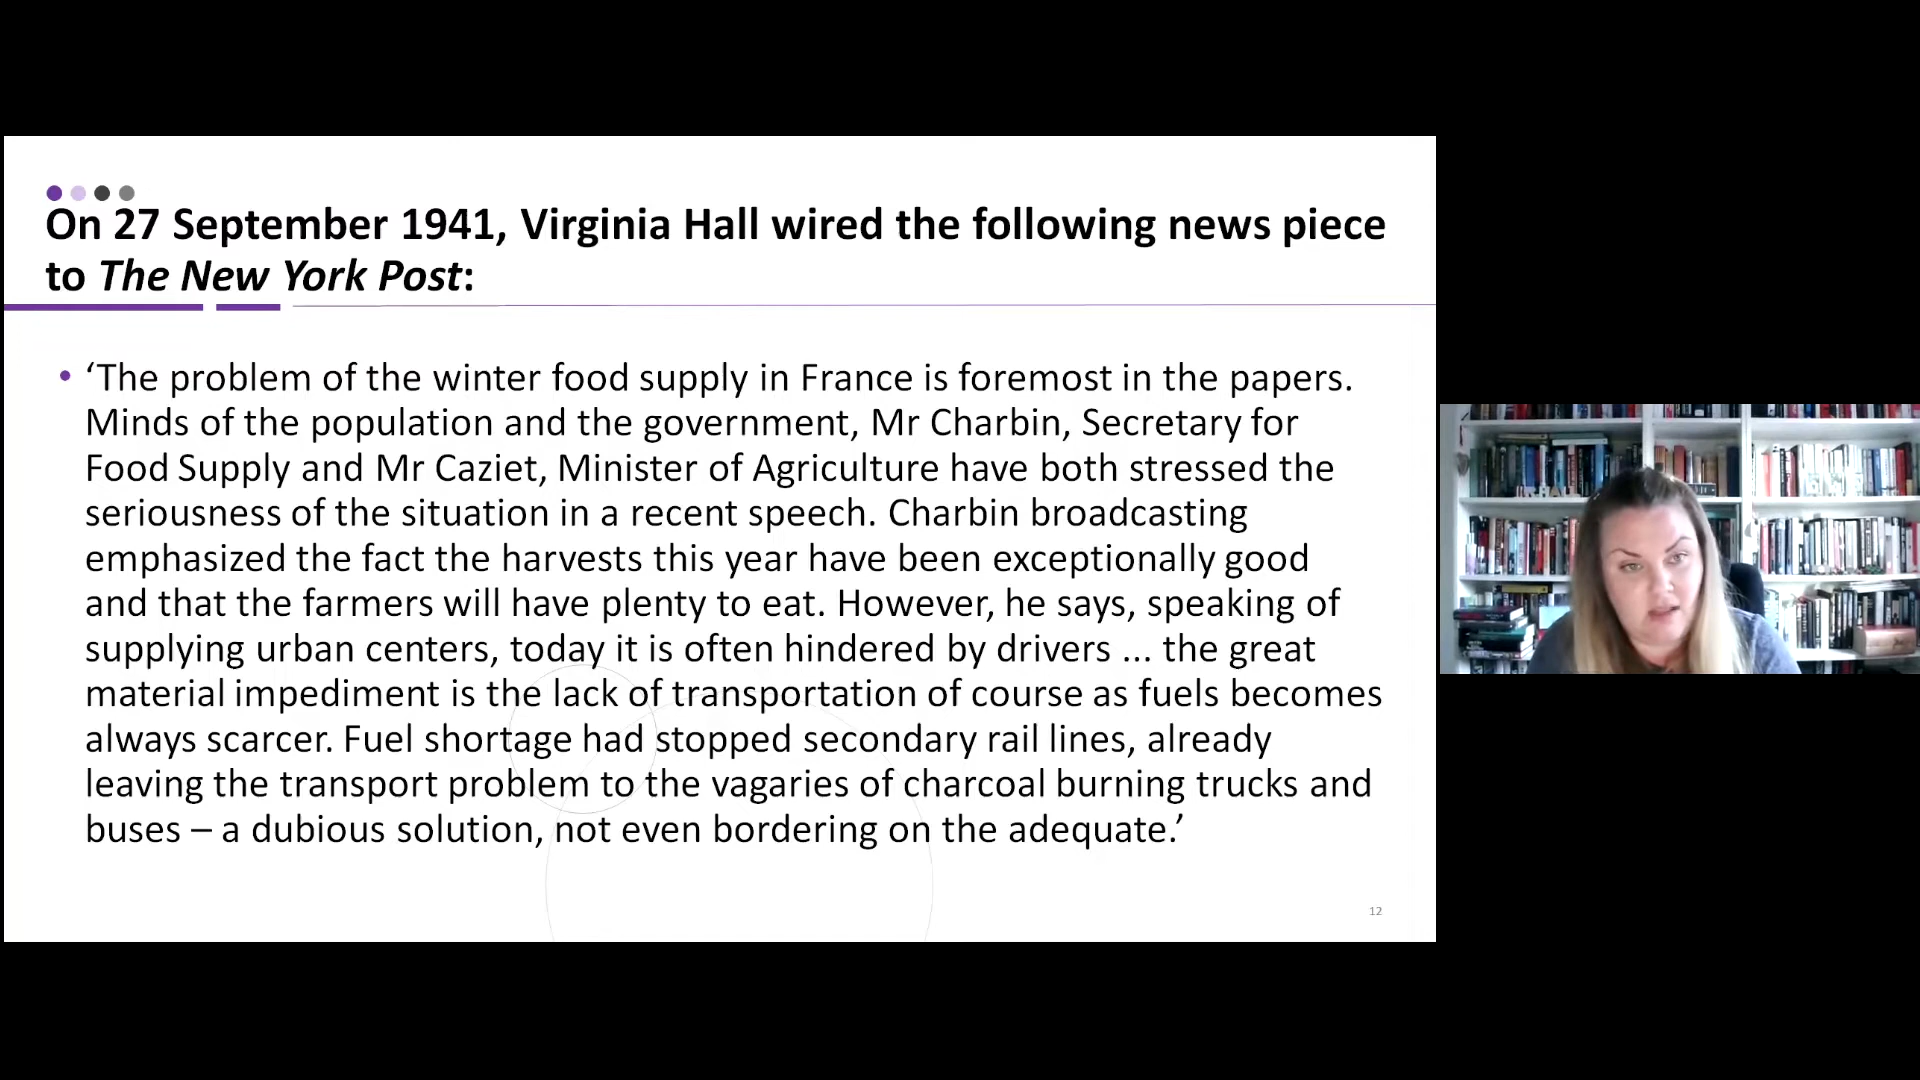 On 27 September 1941, Virginia Hall wired the following news piece
to The New York Post:
• ‘The problem of the winter food supply in France is foremost in the papers.
Minds of the population and the government, Mr Charbin, Secretary for
Food Supply and Mr Caziet, Minister of Agriculture have both stressed the
seriousness of the situation in a recent speech. Charbin broadcasting
emphasized the fact the harvests this year have been exceptionally good
and that the farmers will have plenty to eat. However, he says, speaking of
supplying urban centers, today it is often hindered by drivers ... the great
material impediment is the lack of transportation of course as fuels becomes
always scarcer. Fuel shortage had stopped secondary rail lines, already
leaving the transport problem to the vagaries of charcoal burning trucks and
buses – a dubious solution, not even bordering on the adequate.’
12